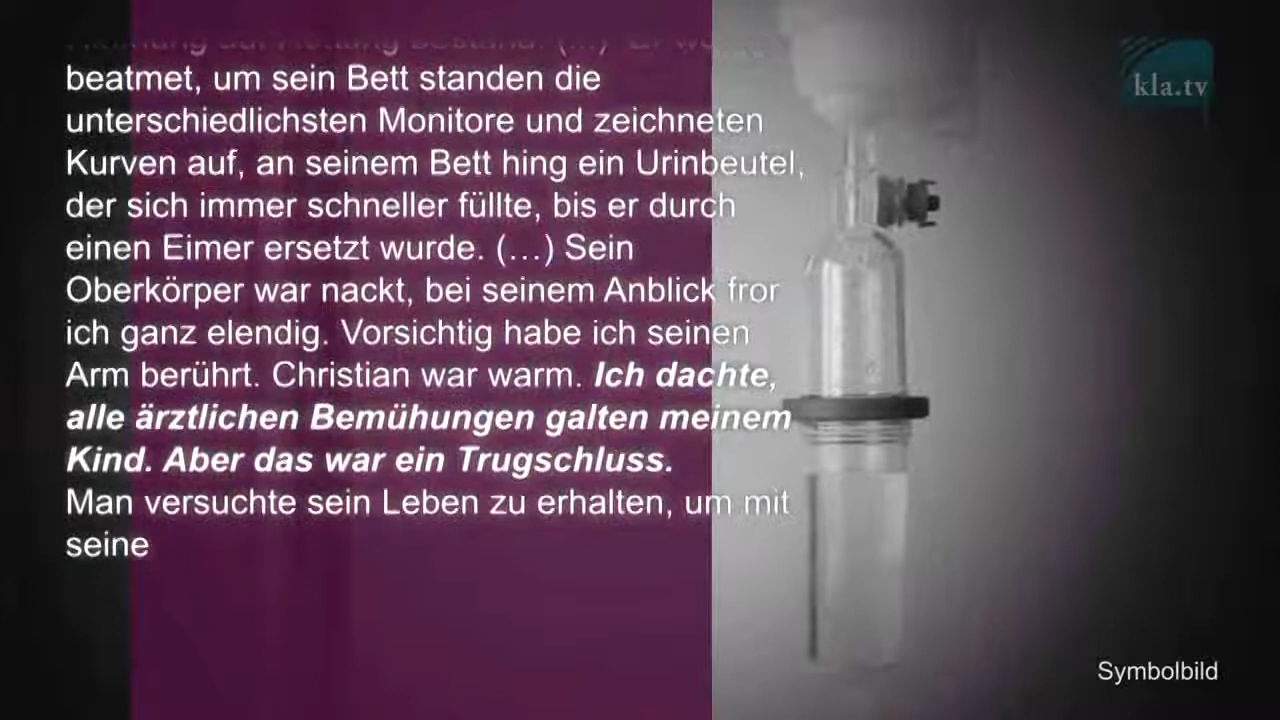 beatmet, um sein Bett standen die
unterschiedlichsten Monitore und zeichneten
Kurven auf, an seinem Bett hing ein Urinbeutel,
der sich immer schneller füllte, bis er durch
einen Eimer ersetzt wurde. (…) Sein
Oberkörper war nackt, bei seinem Anblick fror
ich ganz elendig. Vorsichtig habe ich seinen
Arm berührt. Christian war warm. Ich dachte,
alle ärztlichen Bemühungen galten meinem
Kind. Aber das war ein Trugschluss.
Man versuchte sein Leben zu erhalten, um mit
seine
kla.tv
Symbolbild